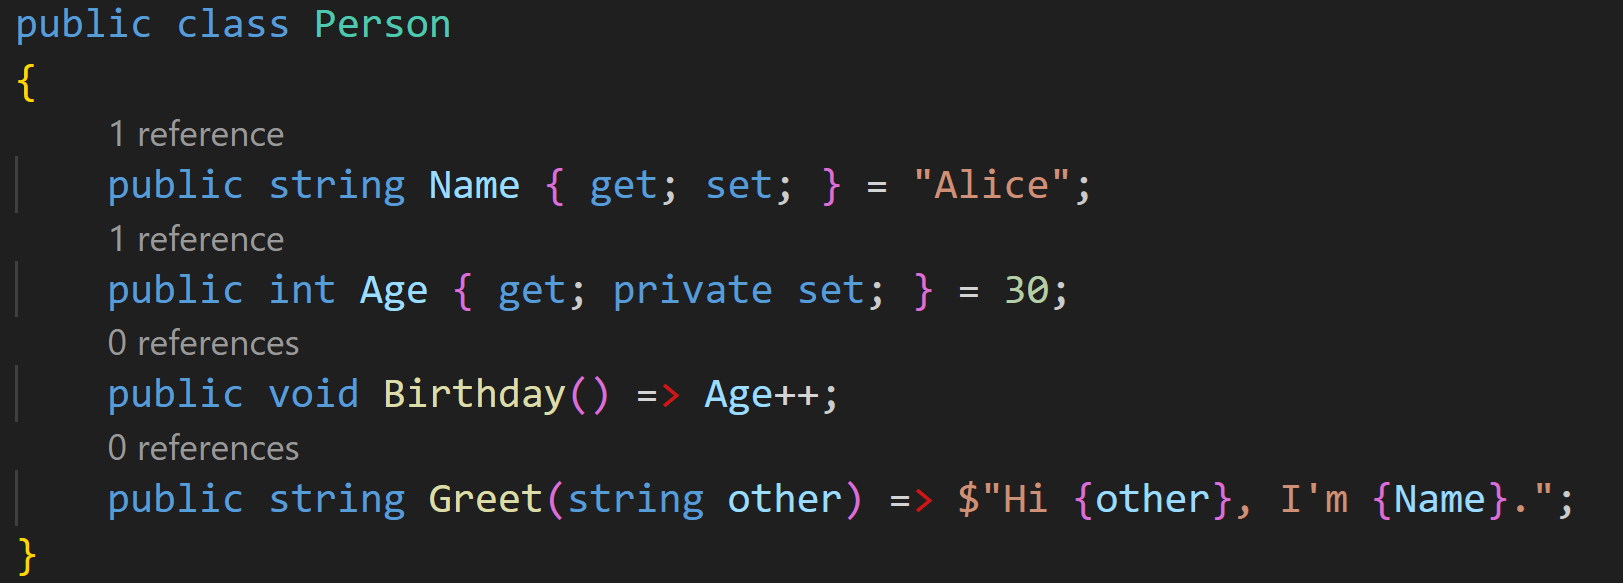 public class Person
{
1 reference
public string Name { get; set; } = "Alice";
1 reference
public int Age { get; private set; } = 30;
0 references
public void Birthday() => Age++;
0 references
public string Greet(string other) => $"Hi {other}, I'm {Name}.";
}